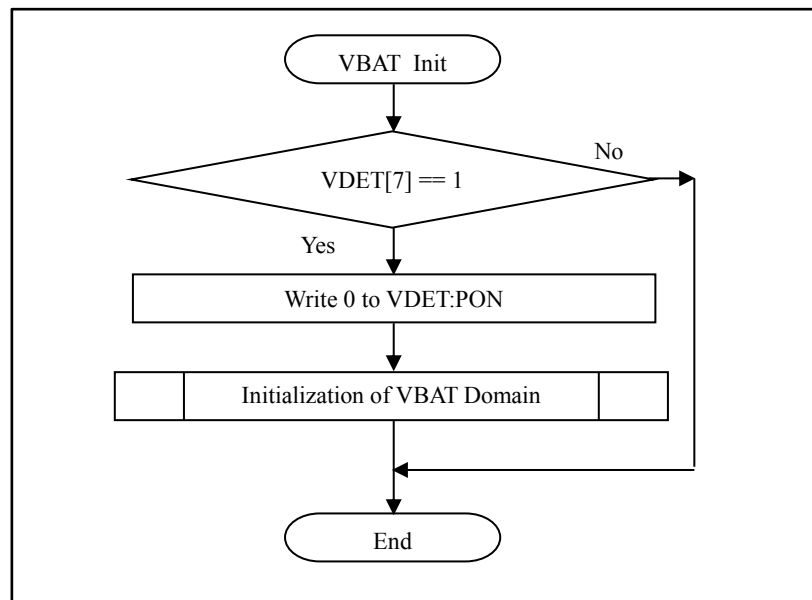 VBAT Init
No
VDET[7] == 1
Yes
Write 0 to VDET:PON
Initialization of VBAT Domain
End